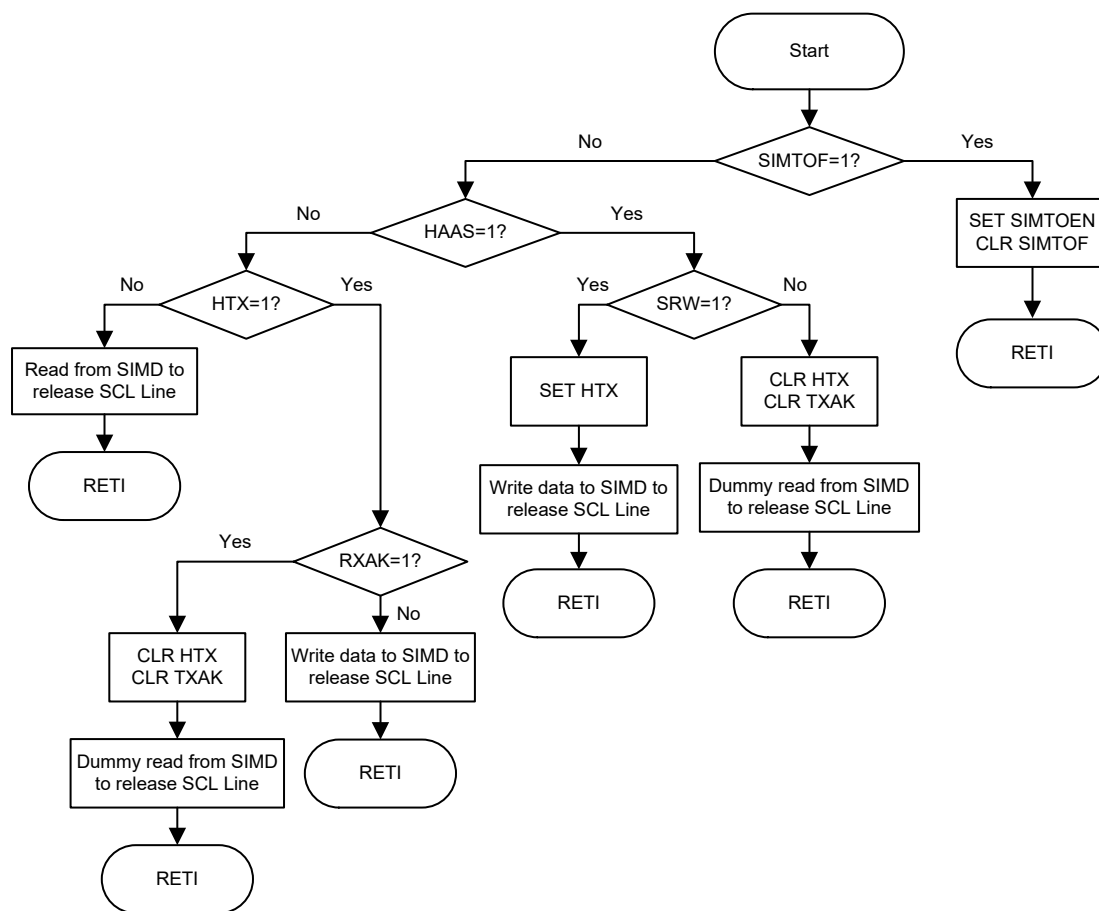 Start
No
Yes
SIMTOF=1?
No
Yes
HAAS=1?
SET SIMTOEN
CLR SIMTOF
No
Yes
HTX=1?
Yes
No
SRW=1?
RETI
Read from SIMD to
release SCL Line
SET HTX
CLR HTX
CLR TXAK
RETI
Write data to SIMD to
release SCL Line
Dummy read from SIMD
to release SCL Line
Yes
RXAK=1?
No
RETI
RETI
CLR HTX
CLR TXAK
Write data to SIMD to
release SCL Line
Dummy read from SIMD
to release SCL Line
RETI
RETI